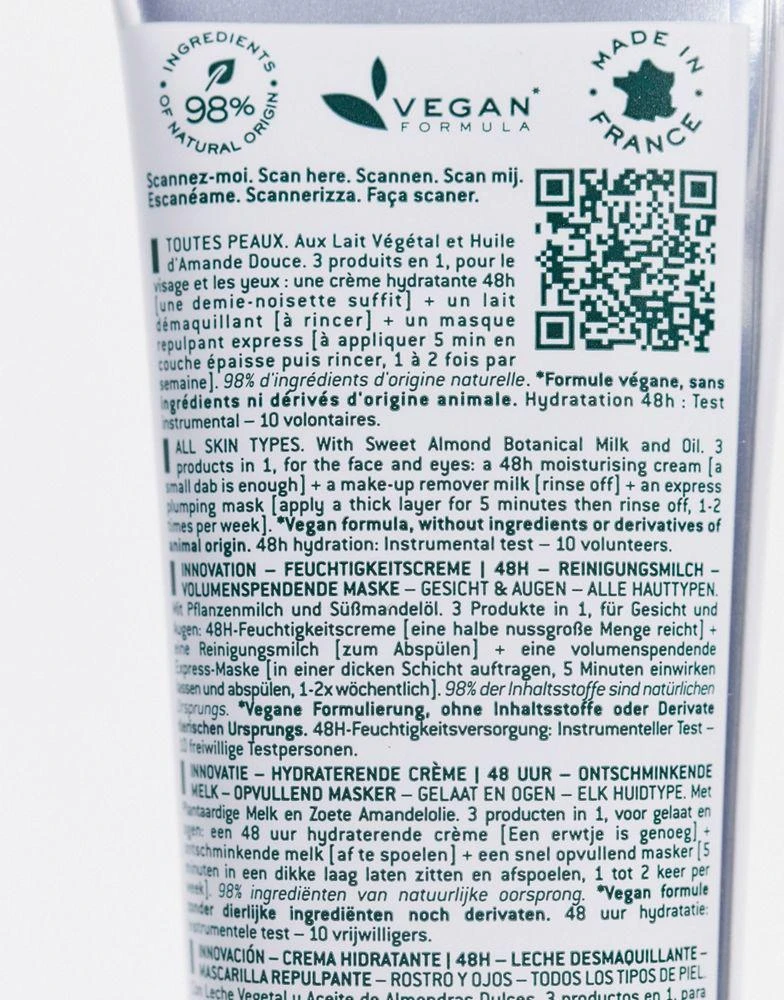 INGREDIENTS
98%
OF NATURAL ORIGIN
VEGAN*
FORMULA
MADE IN
FRANCE
Scannez-moi. Scan here. Scannen. Scan mij.
Escanéame. Scannerizza. Faça scaner.
TOUTES PEAUX. Aux Lait Végétal et Huile
d'Amande Douce. 3 produits en 1, pour le
visage et les yeux : une crème hydratante 48h
[une demie-noisette suffit] + un lait
démaquillant [à rincer] + un masque
repulpant express [à appliquer 5 min en
couche épaisse puis rincer, 1 à 2 fois par
semaine]. 98% d'ingrédients d'origine naturelle. *Formule végane, sans
ingrédients ni dérivés d'origine animale. Hydratation 48h : Test
instrumental – 10 volontaires.
ALL SKIN TYPES. With Sweet Almond Botanical Milk and Oil. 3
products in 1, for the face and eyes: a 48h moisturising cream [a
small dab is enough] + a make-up remover milk [rinse off] + an express
plumping mask [apply a thick layer for 5 minutes then rinse off, 1-2
times per week]. *Vegan formula, without ingredients or derivatives of
animal origin. 48h hydration: Instrumental test – 10 volunteers.
INNOVATION – FEUCHTIGKEITSCREME | 48H – REINIGUNGSMILCH –
VOLUMENSPENDENDE MASKE – GESICHT & AUGEN – ALLE HAUTTYPEN.
Mit Pflanzenmilch und Süßmandelöl. 3 Produkte in 1, für Gesicht und
Augen: 48H-Feuchtigkeitscreme [eine halbe nussgroße Menge reicht] +
eine Reinigungsmilch [zum Abspülen] + eine volumenspendende
Express-Maske [in einer dicken Schicht auftragen, 5 Minuten einwirken
lassen und abspülen, 1-2x wöchentlich]. 98% der Inhaltsstoffe sind natürlichen
Ursprungs. *Vegane Formulierung, ohne Inhaltsstoffe oder Derivate
tierischen Ursprungs. 48H-Feuchtigkeitsversorgung: Instrumenteller Test –
10 freiwillige Testpersonen.
INNOVATIE – HYDRATERENDE CRÈME | 48 UUR – ONTSCHMINKENDE
MELK – OPVULLEND MASKER – GELAAT EN OGEN – ELK HUIDTYPE. Met
Plantaardige Melk en Zoete Amandelolie. 3 producten in 1, voor gelaat en
ogen: een 48 uur hydraterende crème [Een erwtje is genoeg] +
ontschminkende melk [af te spoelen] + een snel opvullend masker [5
minuten in een dikke laag laten zitten en afspoelen, 1 tot 2 keer per
week]. 98% ingrediënten van natuurlijke oorsprong. *Vegan formule
zonder dierlijke ingrediënten noch derivaten. 48 uur hydratatie:
Instrumentele test – 10 vrijwilligers.
INNOVACIÓN – CREMA HIDRATANTE | 48H – LECHE DESMAQUILLANTE –
MASCARILLA REPULPANTE – ROSTRO Y OJOS – TODOS LOS TIPOS DE PIEL.
Con Leche Vegetal y Aceite de Almendras Dulces. 3 productos en 1, para